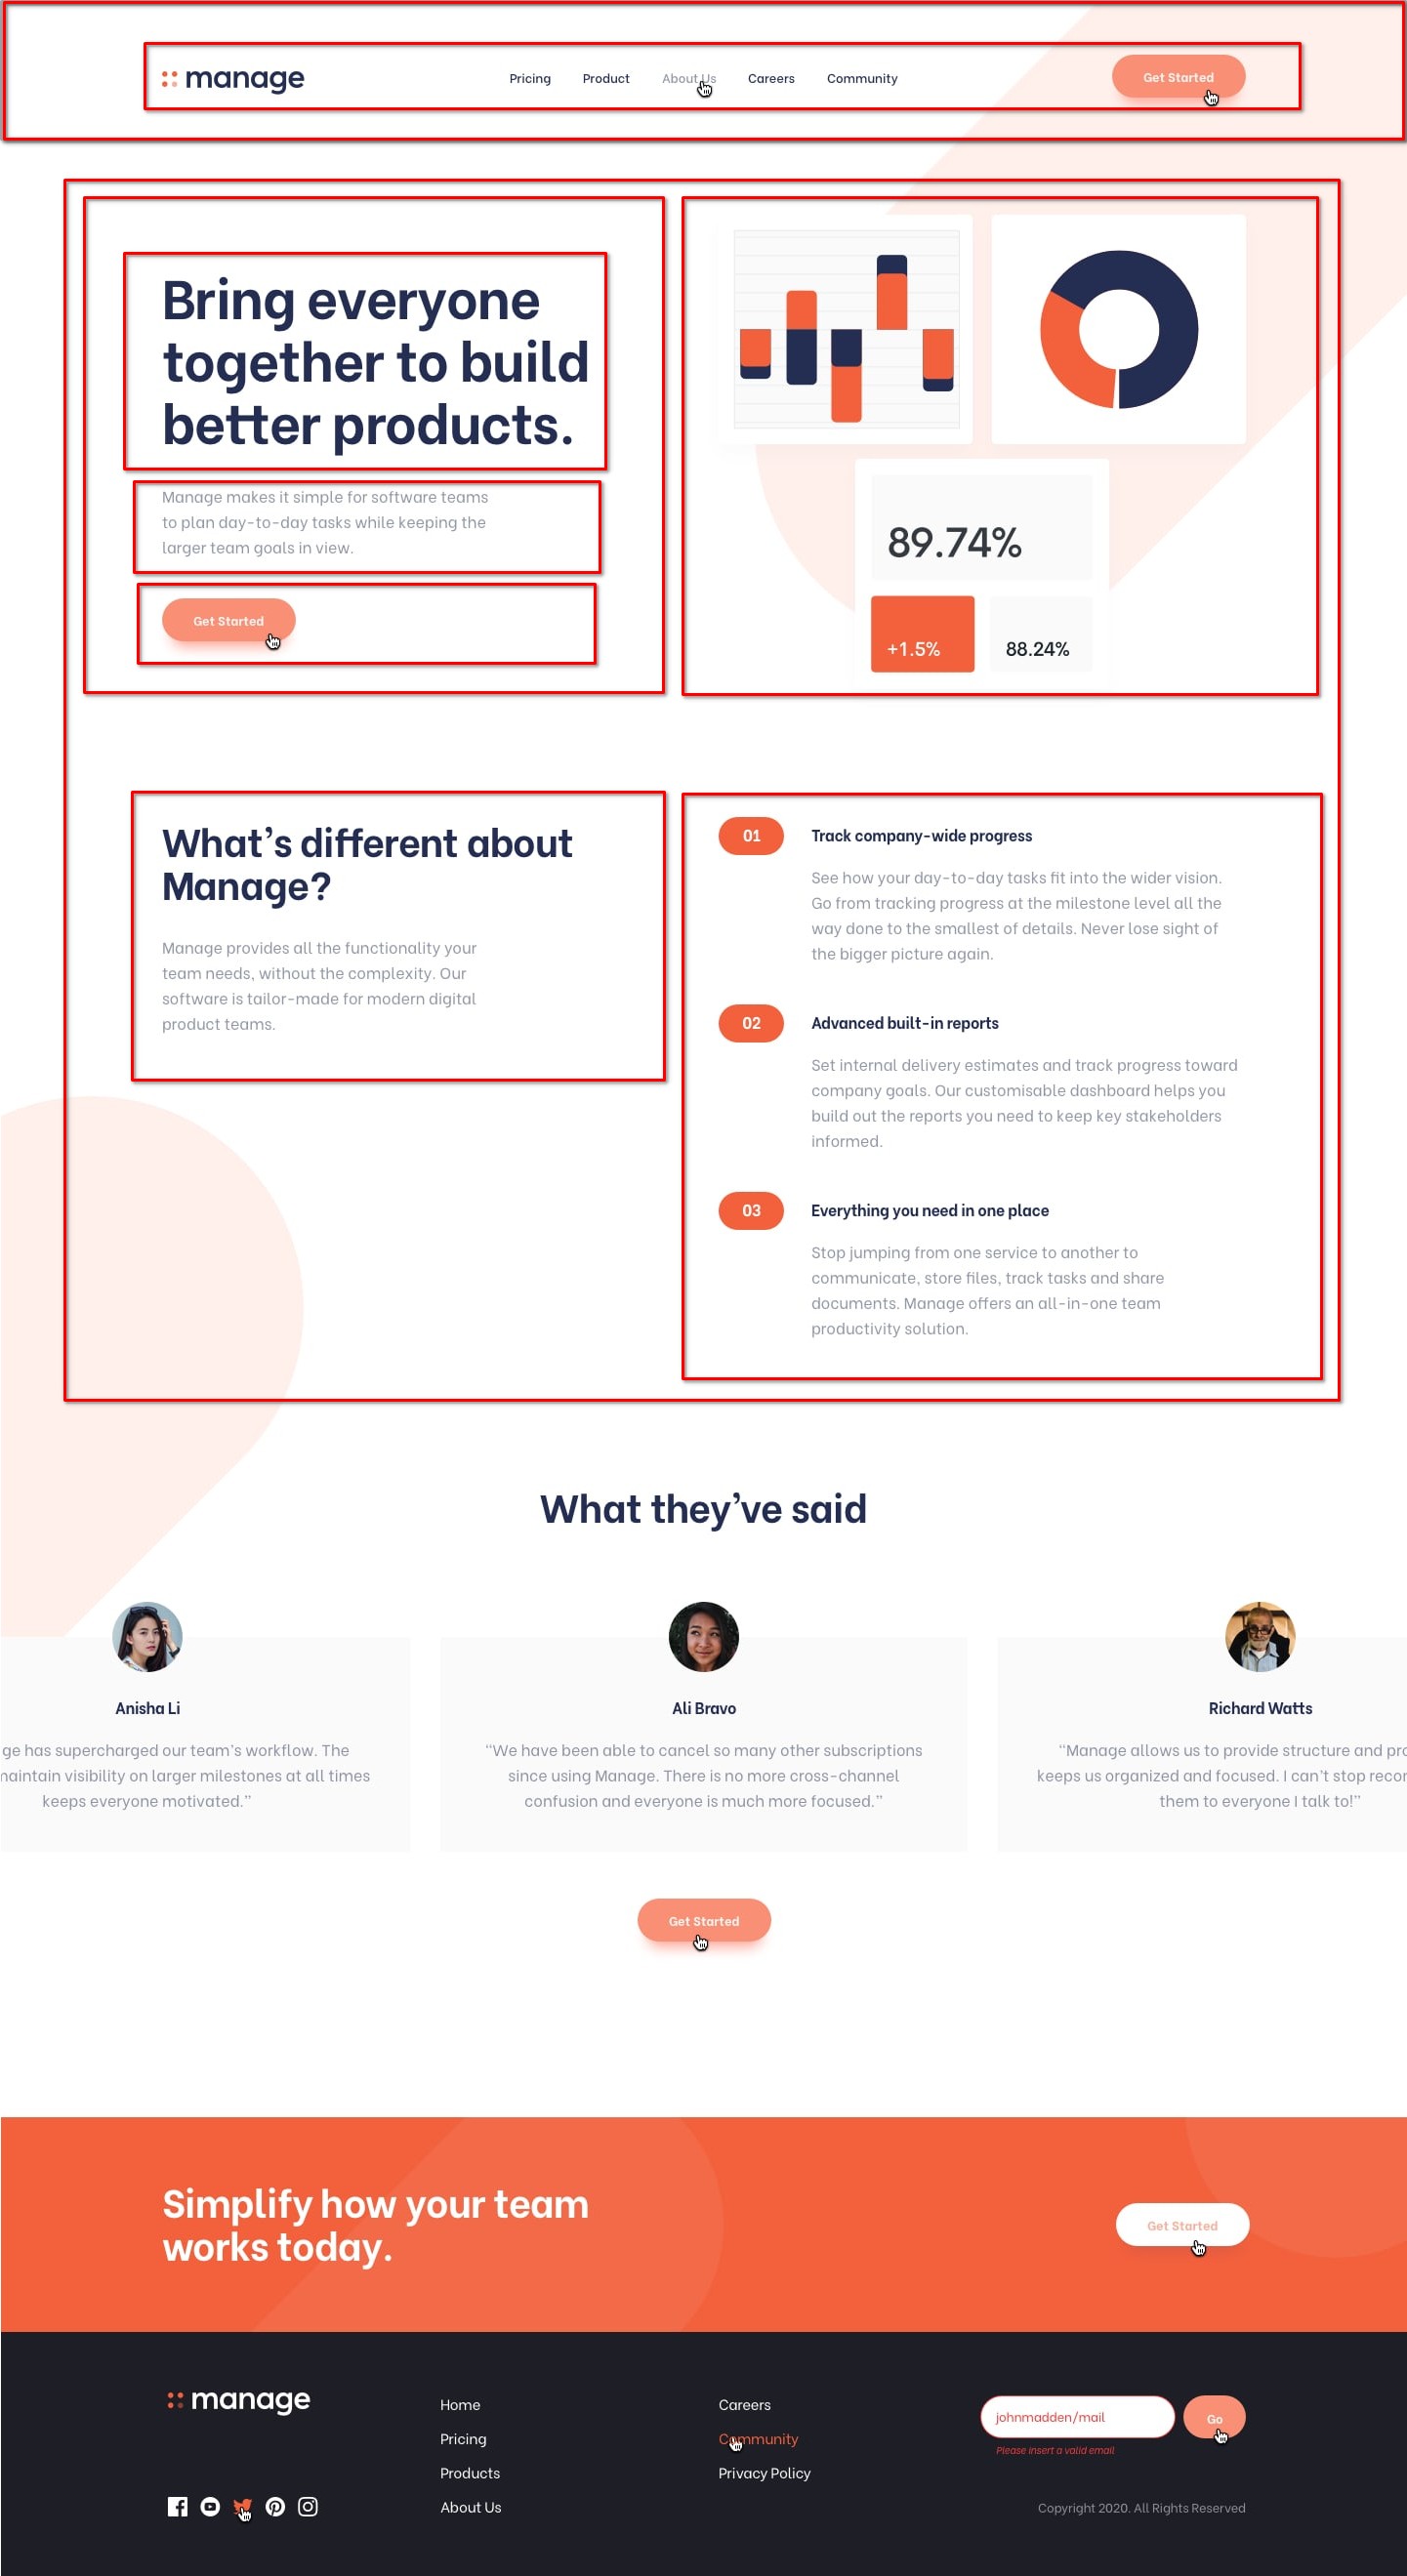 manage
Pricing
Product
About Us
Careers
Community
Get Started
Bring everyone
together to build
better products.
Manage makes it simple for software teams
to plan day-to-day tasks while keeping the
larger team goals in view.
Get Started
89.74%
+1.5%
88.24%
What's different about
Manage?
Manage provides all the functionality your
team needs, without the complexity. Our
software is tailor-made for modern digital
product teams.
01
Track company-wide progress
See how your day-to-day tasks fit into the wider vision.
Go from tracking progress at the milestone level all the
way done to the smallest of details. Never lose sight of
the bigger picture again.
02
Advanced built-in reports
Set internal delivery estimates and track progress toward
company goals. Our customisable dashboard helps you
build out the reports you need to keep key stakeholders
informed.
03
Everything you need in one place
Stop jumping from one service to another to
communicate, store files, track tasks and share
documents. Manage offers an all-in-one team
productivity solution.
What they've said
Anisha Li
ge has supercharged our team's workflow. The
maintain visibility on larger milestones at all times
keeps everyone motivated."
Ali Bravo
"We have been able to cancel so many other subscriptions
since using Manage. There is no more cross-channel
confusion and everyone is much more focused."
Richard Watts
"Manage allows us to provide structure and pro
keeps us organized and focused. I can't stop recor
them to everyone I talk to!"
Get Started
Simplify how your team
works today.
Get Started
manage
Home
Pricing
Products
About Us
Careers
Community
Privacy Policy
johnmadden/mail
Go
Please insert a valid email
Copyright 2020. All Rights Reserved